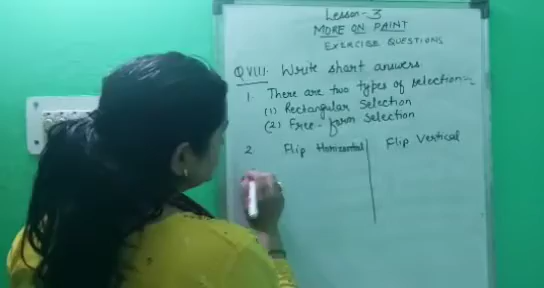 Lesson - 3
MORE ON PAINT
EXERCISE QUESTIONS
QVIII. Write short answers
1. There are two types of selection:-
(1) Rectangular Selection
(2) Free-form selection
2 Flip Horizontal Flip Vertical